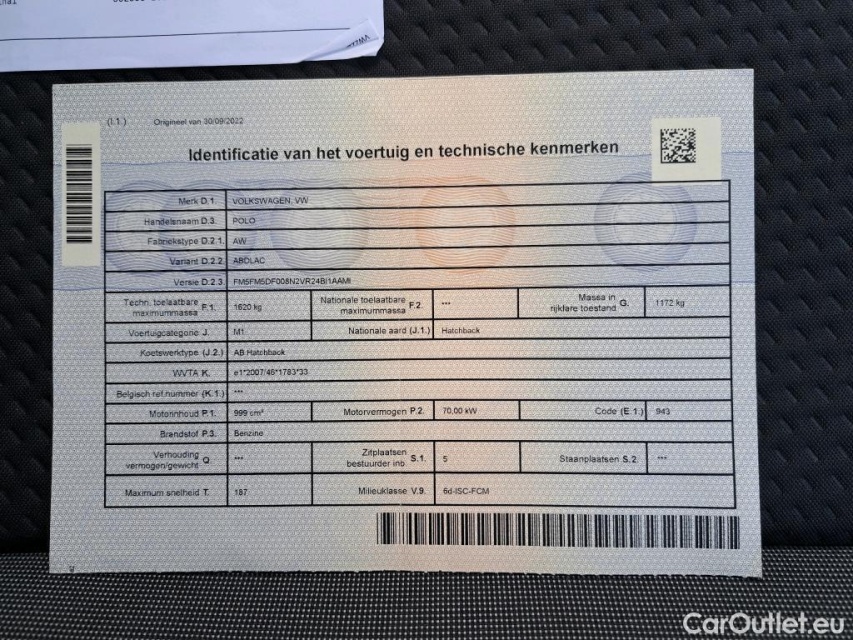 (I.1.) Origineel van 30/09/2022
Identificatie van het voertuig en technische kenmerken
Merk D.1. VOLKSWAGEN, VW
Handelsnaam D.3. POLO
Fabriekstype D.2.1. AW
Variant D.2.2. ABDLAC
Versie D.2.3. FM5FM5DF008N2VR24BI1AAMI
Techn. toelaatbare maximummassa F.1. 1620 kg Nationale toelaatbare maximummassa F.2. *** Massa in rijklare toestand G. 1172 kg
Voertuigcategorie J. M1 Nationale aard (J.1.) Hatchback
Koetswerktype (J.2.) AB Hatchback
WVTA K. e1*2007/46*1783*33
Belgisch ref.nummer (K.1.) ***
Motorinhoud P.1. 999 cm³ Motorvermogen P.2. 70,00 kW Code (E.1.) 943
Brandstof P.3. Benzine
Verhouding vermogen/gewicht Q. *** Zitplaatsen bestuurder inb. S.1. 5 Staanplaatsen S.2. ***
Maximum snelheid T. 187 Milieuklasse V.9. 6d-ISC-FCM
CarOutlet.eu